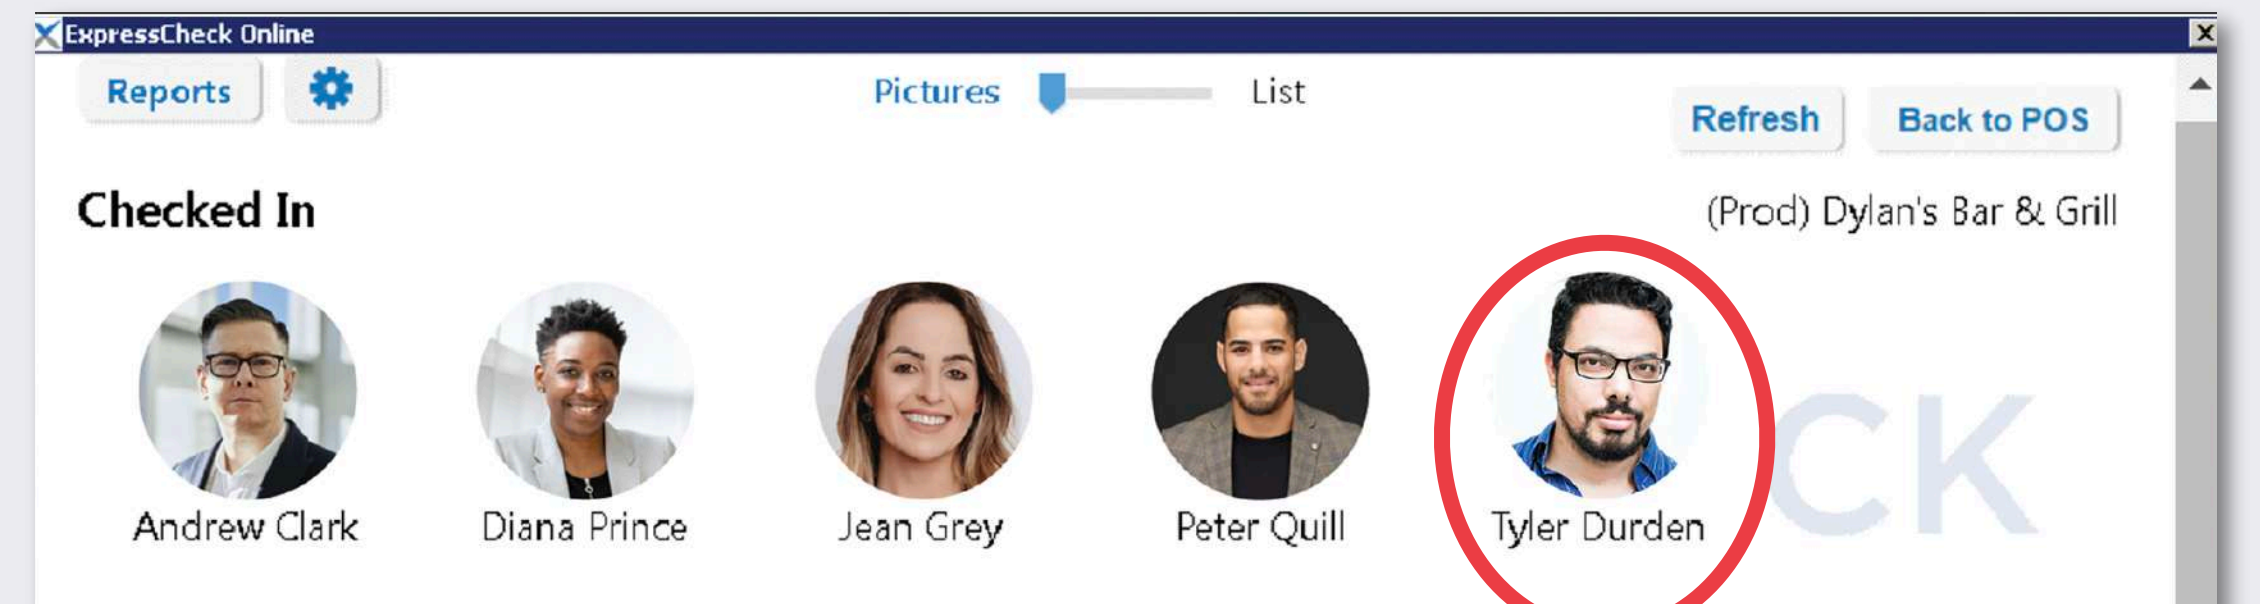 ExpressCheck Online
Reports
Pictures
List
Refresh
Back to POS
Checked In
(Prod) Dylan's Bar & Grill
CK
Andrew Clark
Diana Prince
Jean Grey
Peter Quill
Tyler Durden